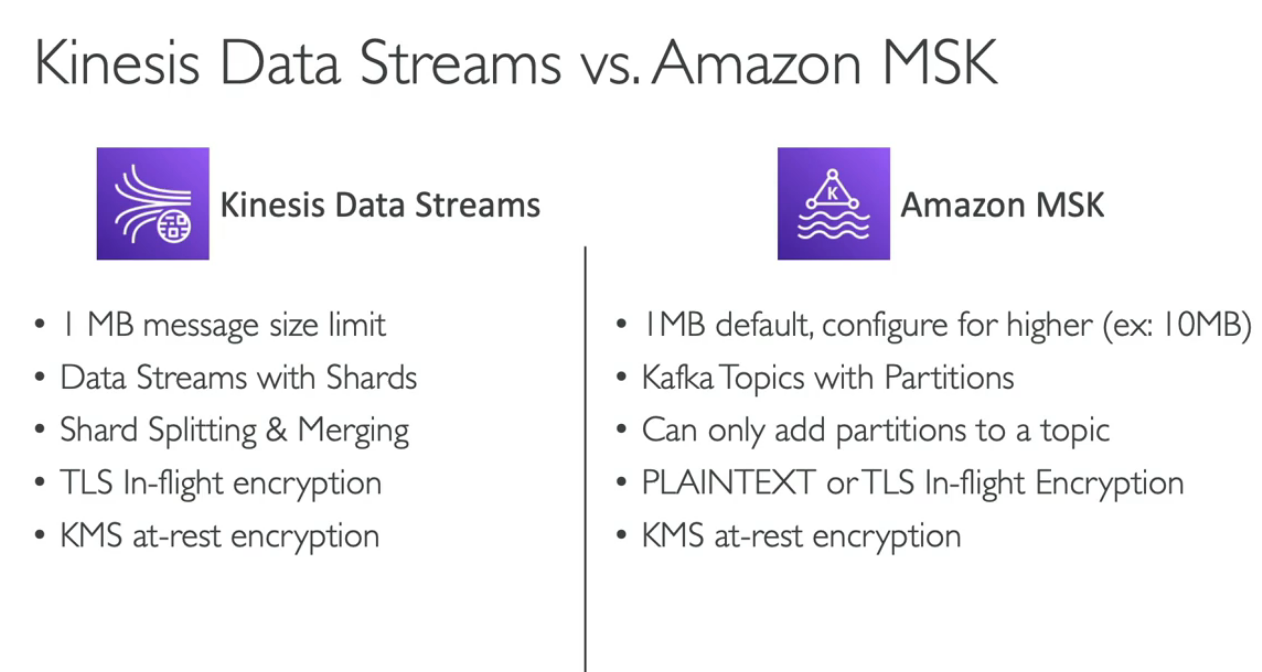 Kinesis Data Streams vs. Amazon MSK
Kinesis Data Streams
• 1 MB message size limit
• Data Streams with Shards
• Shard Splitting & Merging
• TLS In-flight encryption
• KMS at-rest encryption
K
Amazon MSK
• 1MB default, configure for higher (ex: 10MB)
• Kafka Topics with Partitions
• Can only add partitions to a topic
• PLAINTEXT or TLS In-flight Encryption
• KMS at-rest encryption